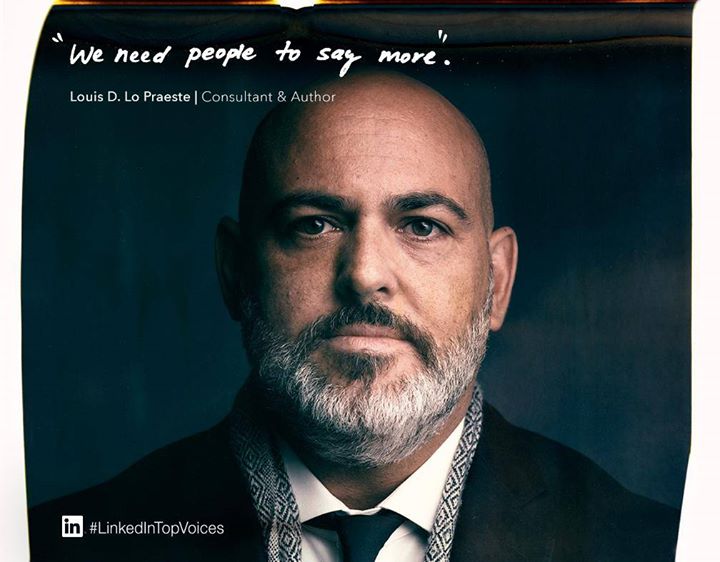 "We need people to say more".
Louis D. Lo Praeste | Consultant & Author
in #LinkedInTopVoices